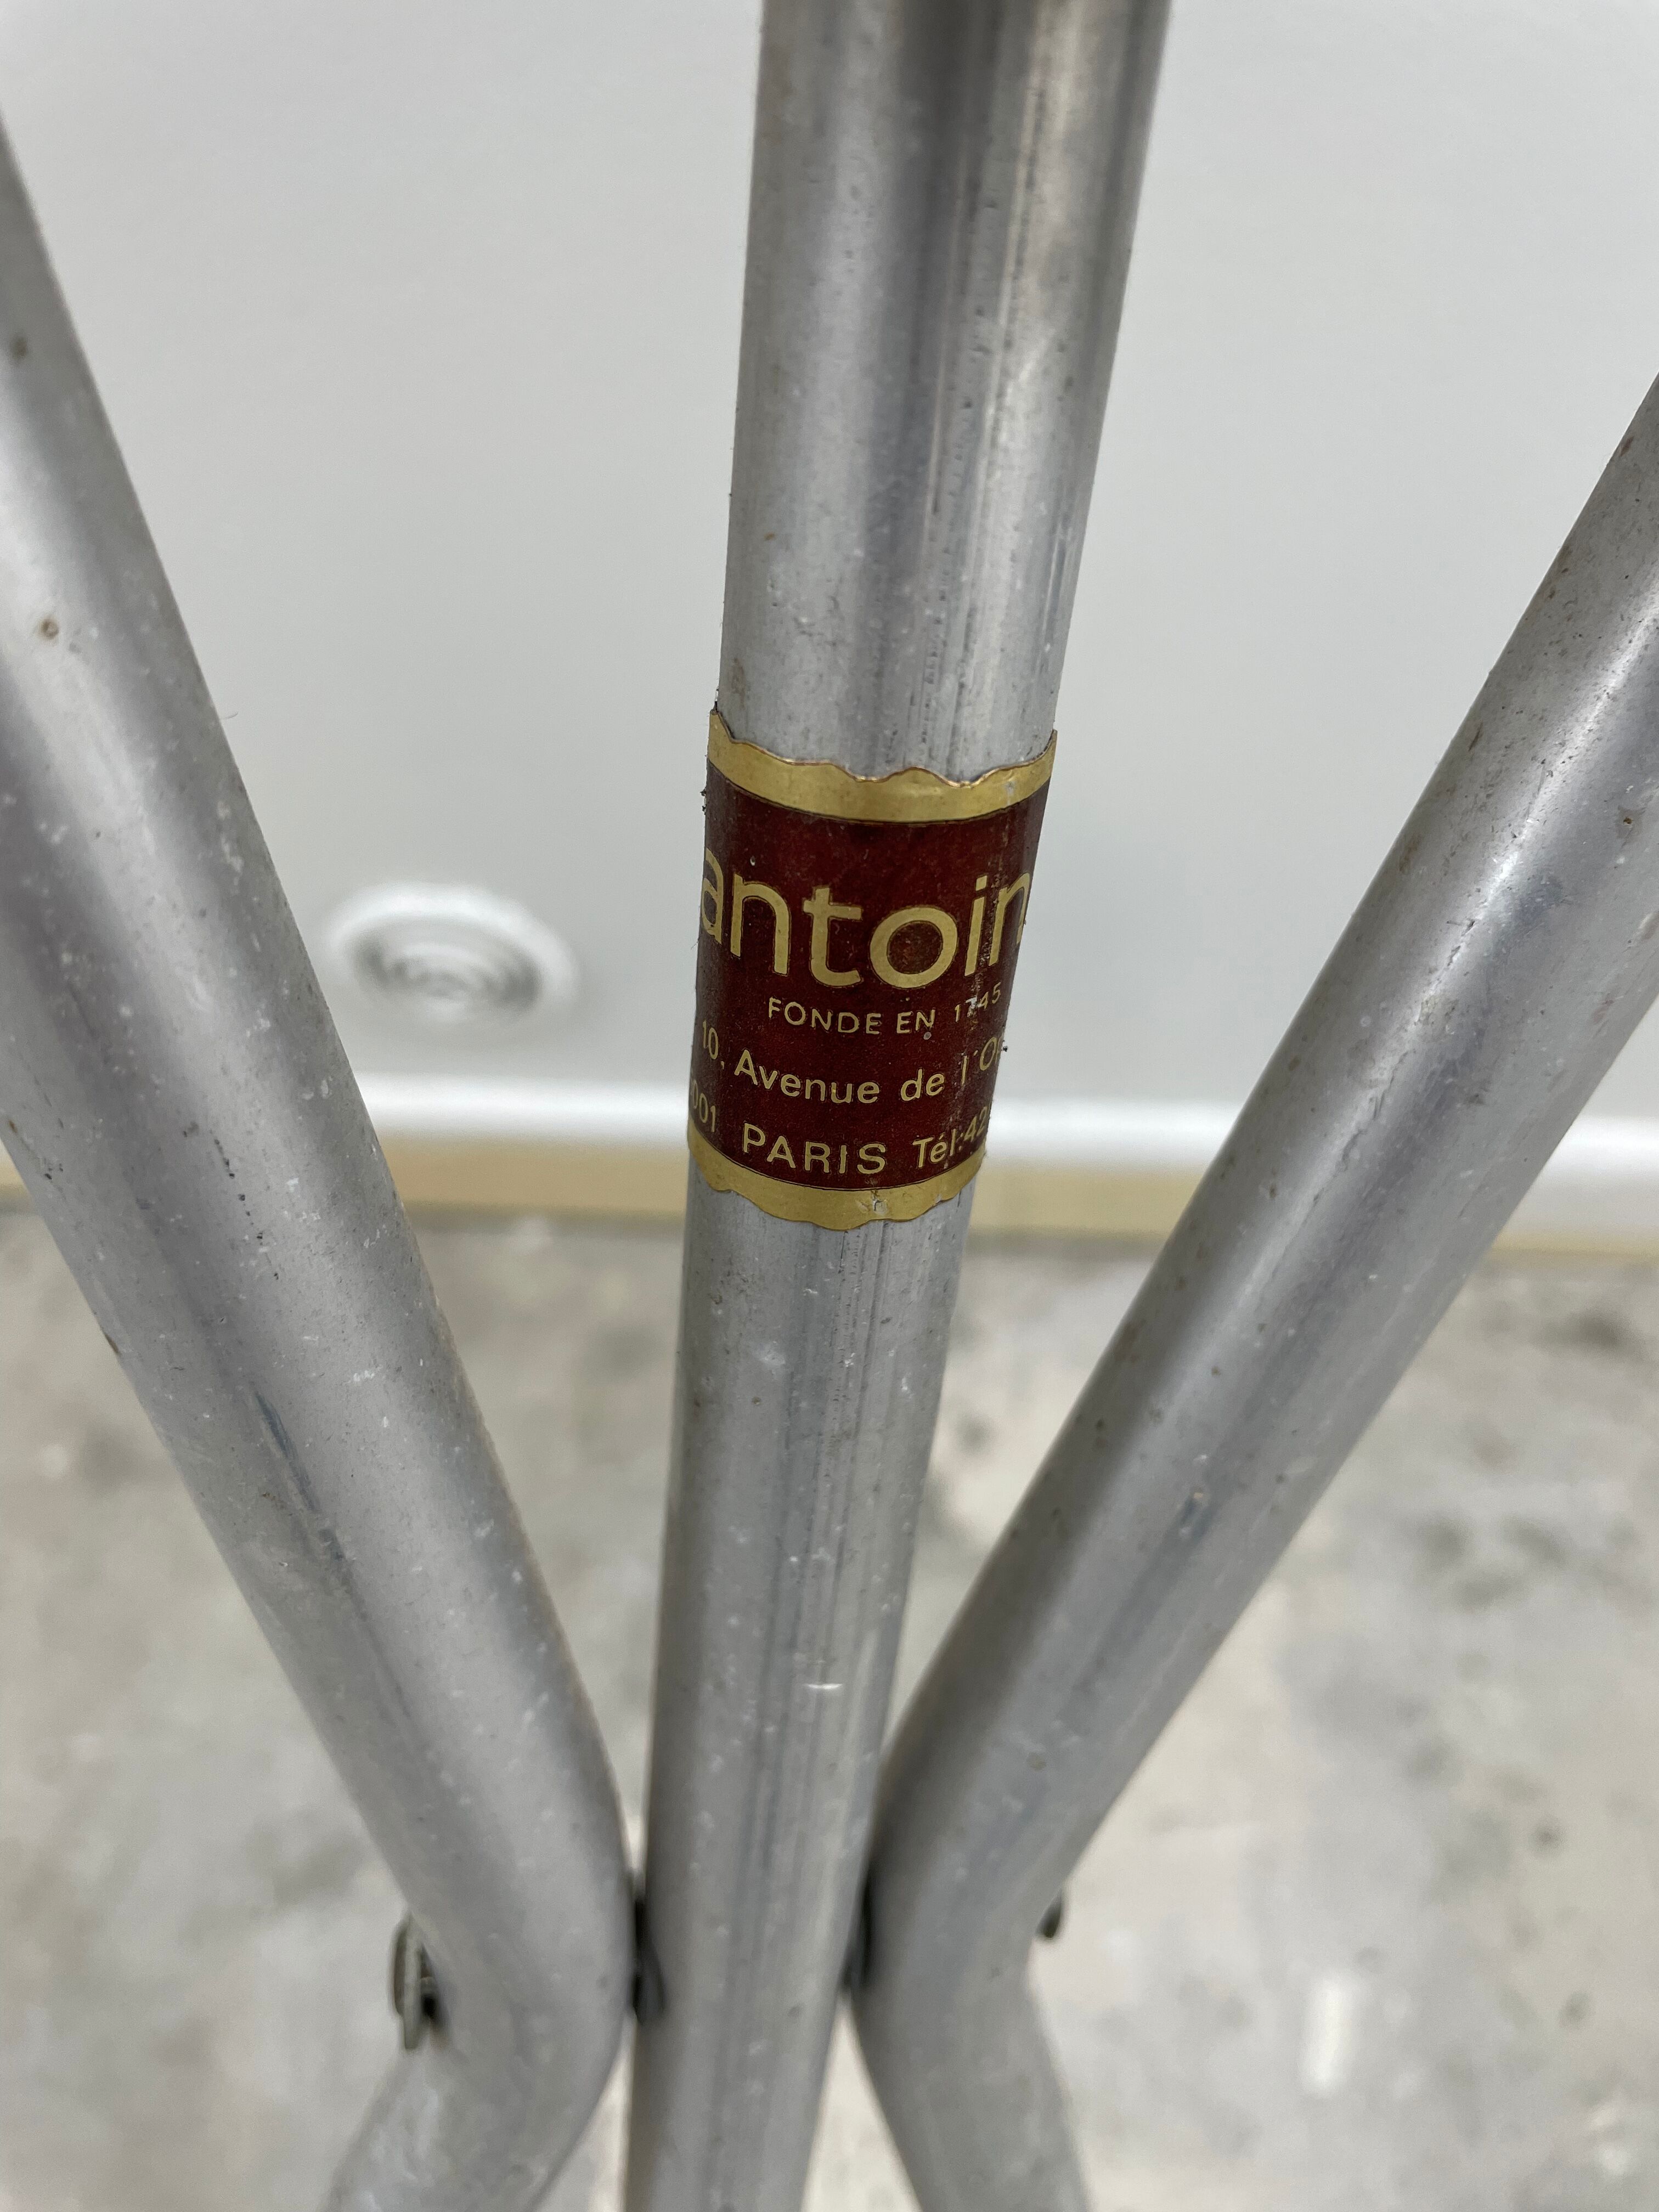 antoin
FONDE EN 1745
10, Avenue de l'O
001 PARIS Tél:42